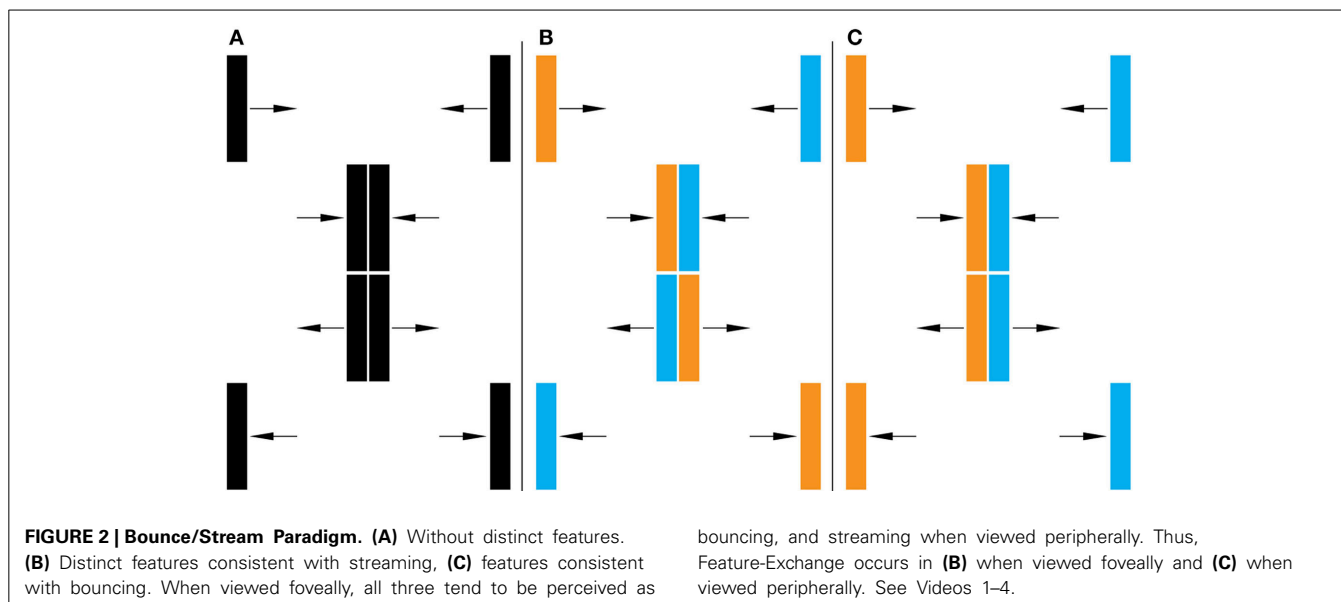 A
B
C
FIGURE 2 | Bounce/Stream Paradigm. (A) Without distinct features.
(B) Distinct features consistent with streaming, (C) features consistent
with bouncing. When viewed foveally, all three tend to be perceived as
bouncing, and streaming when viewed peripherally. Thus,
Feature-Exchange occurs in (B) when viewed foveally and (C) when
viewed peripherally. See Videos 1–4.